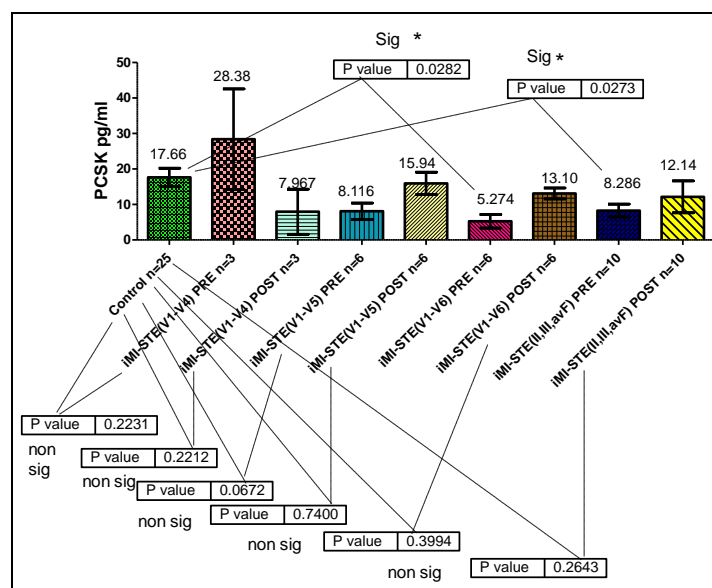 Sig *
Sig *
P value 0.0282
P value 0.0273
50
40
30
20
10
0
PCSK pg/ml
17.66
28.38
7.967
8.116
15.94
5.274
13.10
8.286
12.14
Control n=25
iMI-STE(V1-V4) PRE n=3
iMI-STE(V1-V4) POST n=3
iMI-STE(V1-V5) PRE n=6
iMI-STE(V1-V5) POST n=6
iMI-STE(V1-V6) PRE n=6
iMI-STE(V1-V6) POST n=6
iMI-STE(II,III,avF) PRE n=10
iMI-STE(II,III,avF) POST n=10
P value 0.2231
non
sig
P value 0.2212
non sig
P value 0.0672
non sig
P value 0.7400
non sig
P value 0.3994
non sig
P value 0.2643